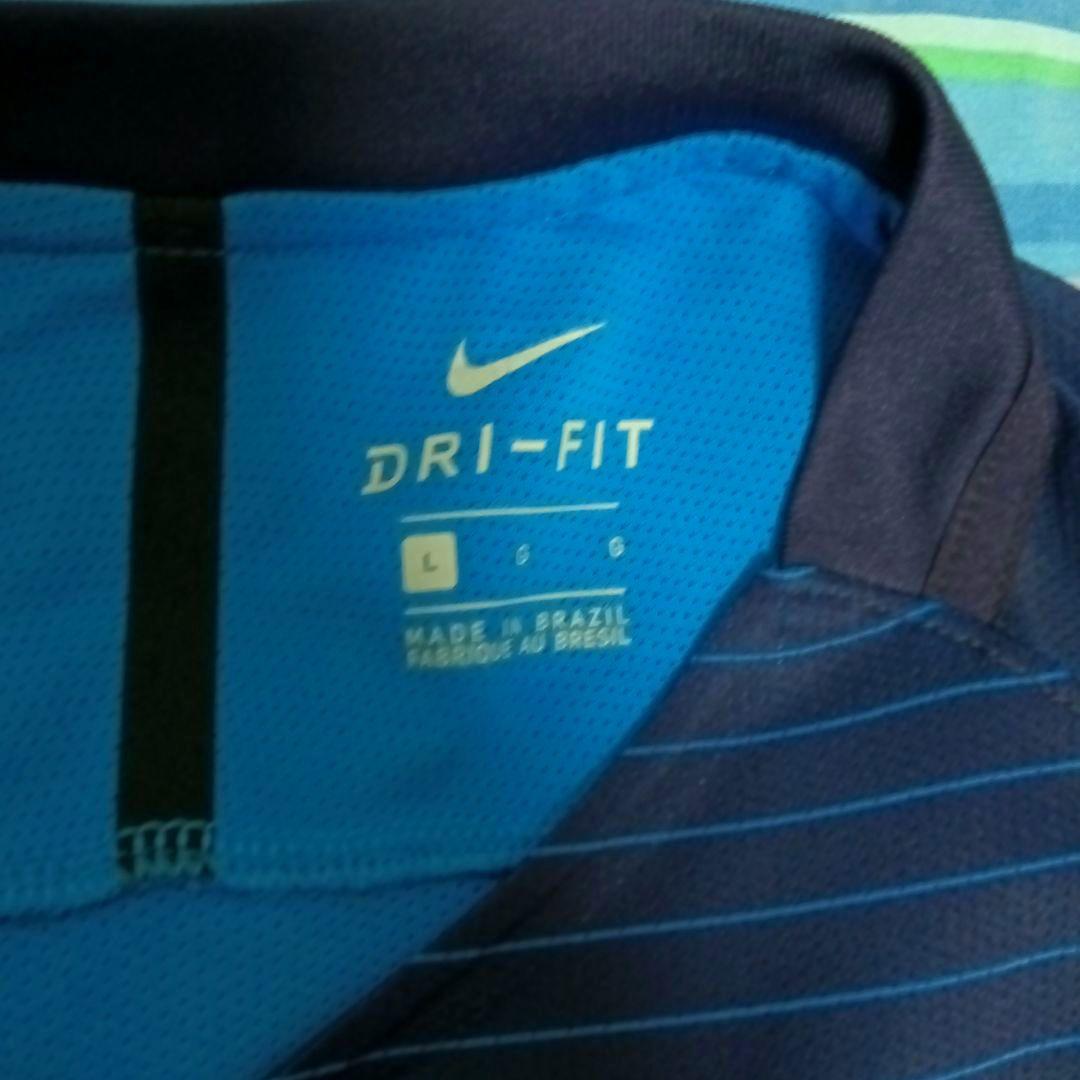 DRI-FIT
L G G
MADE IN BRAZIL
FABRIQUE AU BRESIL